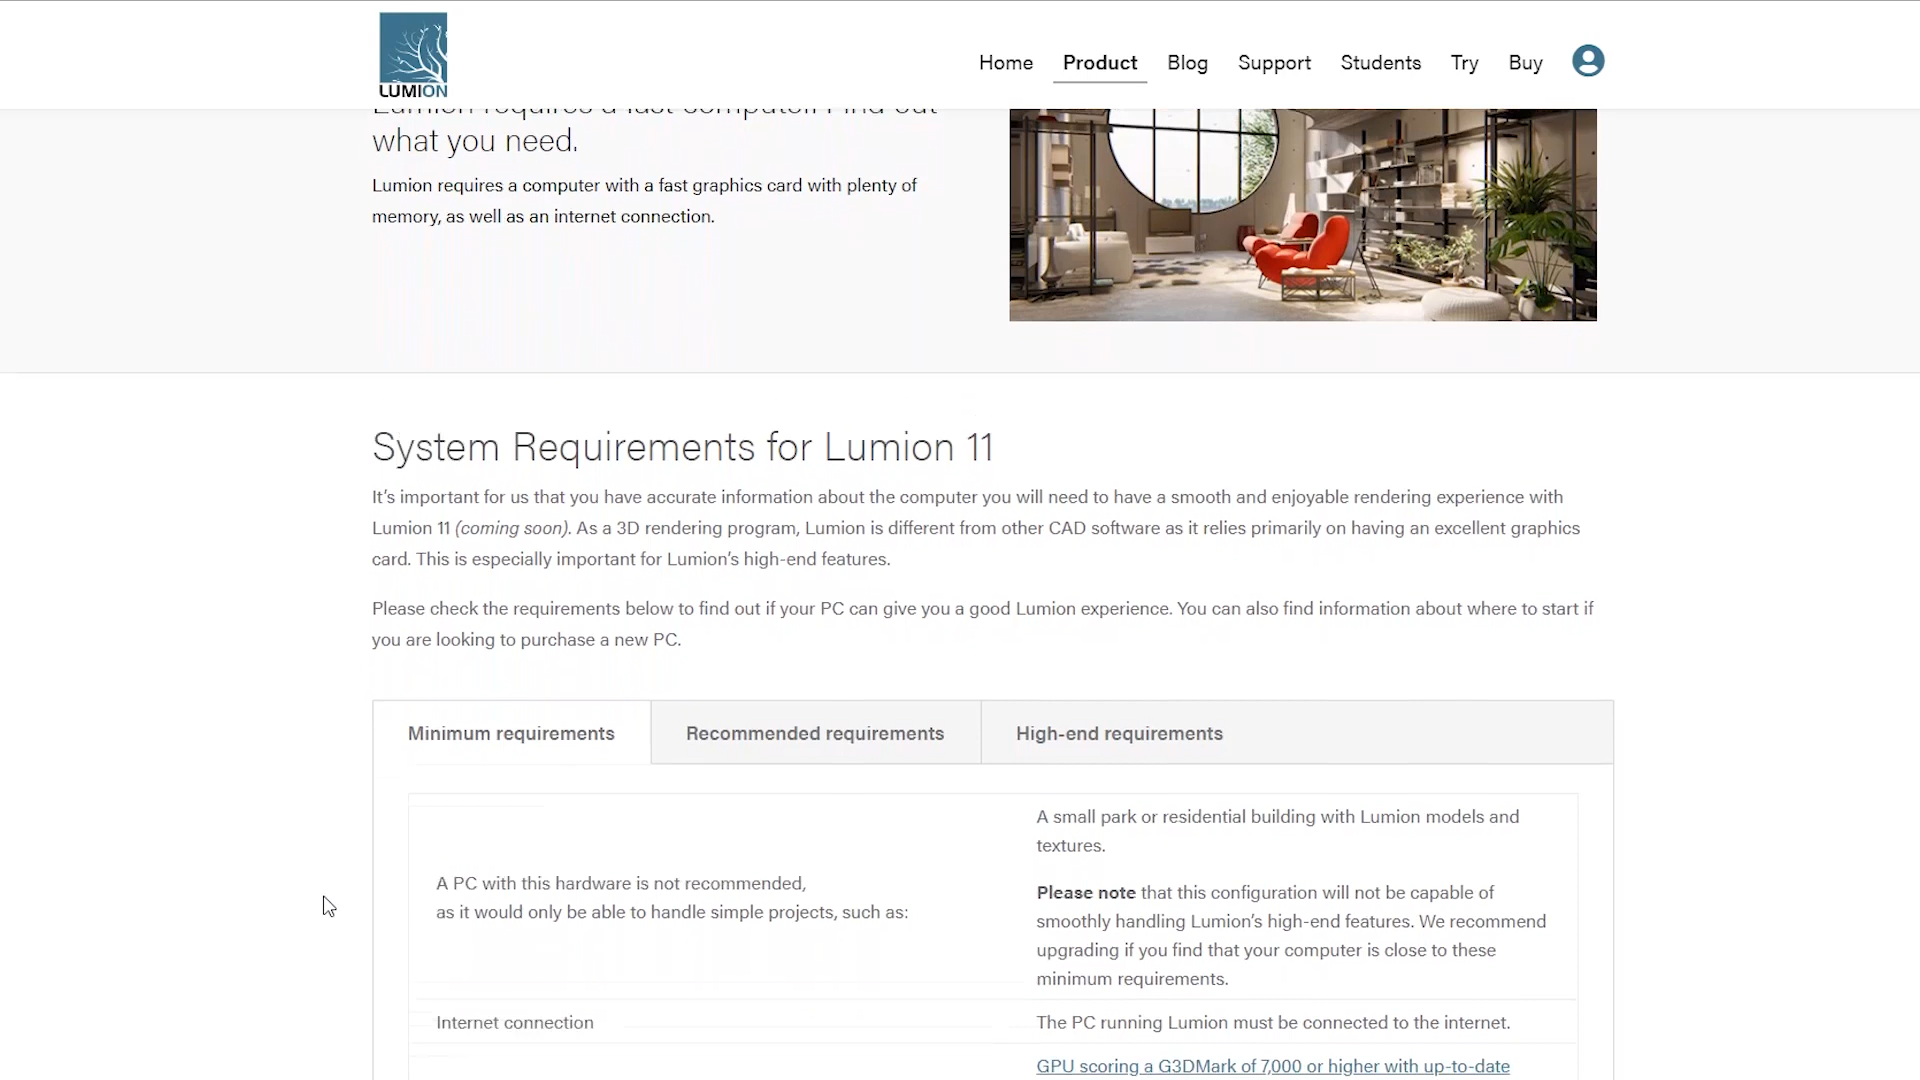 LUMION
Home Product Blog Support Students Try Buy
Lumion requires a fast computer. Find out
what you need.
Lumion requires a computer with a fast graphics card with plenty of
memory, as well as an internet connection.
System Requirements for Lumion 11
It’s important for us that you have accurate information about the computer you will need to have a smooth and enjoyable rendering experience with
Lumion 11 (coming soon). As a 3D rendering program, Lumion is different from other CAD software as it relies primarily on having an excellent graphics
card. This is especially important for Lumion’s high-end features.
Please check the requirements below to find out if your PC can give you a good Lumion experience. You can also find information about where to start if
you are looking to purchase a new PC.
Minimum requirements Recommended requirements High-end requirements
A PC with this hardware is not recommended,
as it would only be able to handle simple projects, such as:
A small park or residential building with Lumion models and
textures.
Please note that this configuration will not be capable of
smoothly handling Lumion’s high-end features. We recommend
upgrading if you find that your computer is close to these
minimum requirements.
Internet connection
The PC running Lumion must be connected to the internet.
GPU scoring a G3DMark of 7,000 or higher with up-to-date